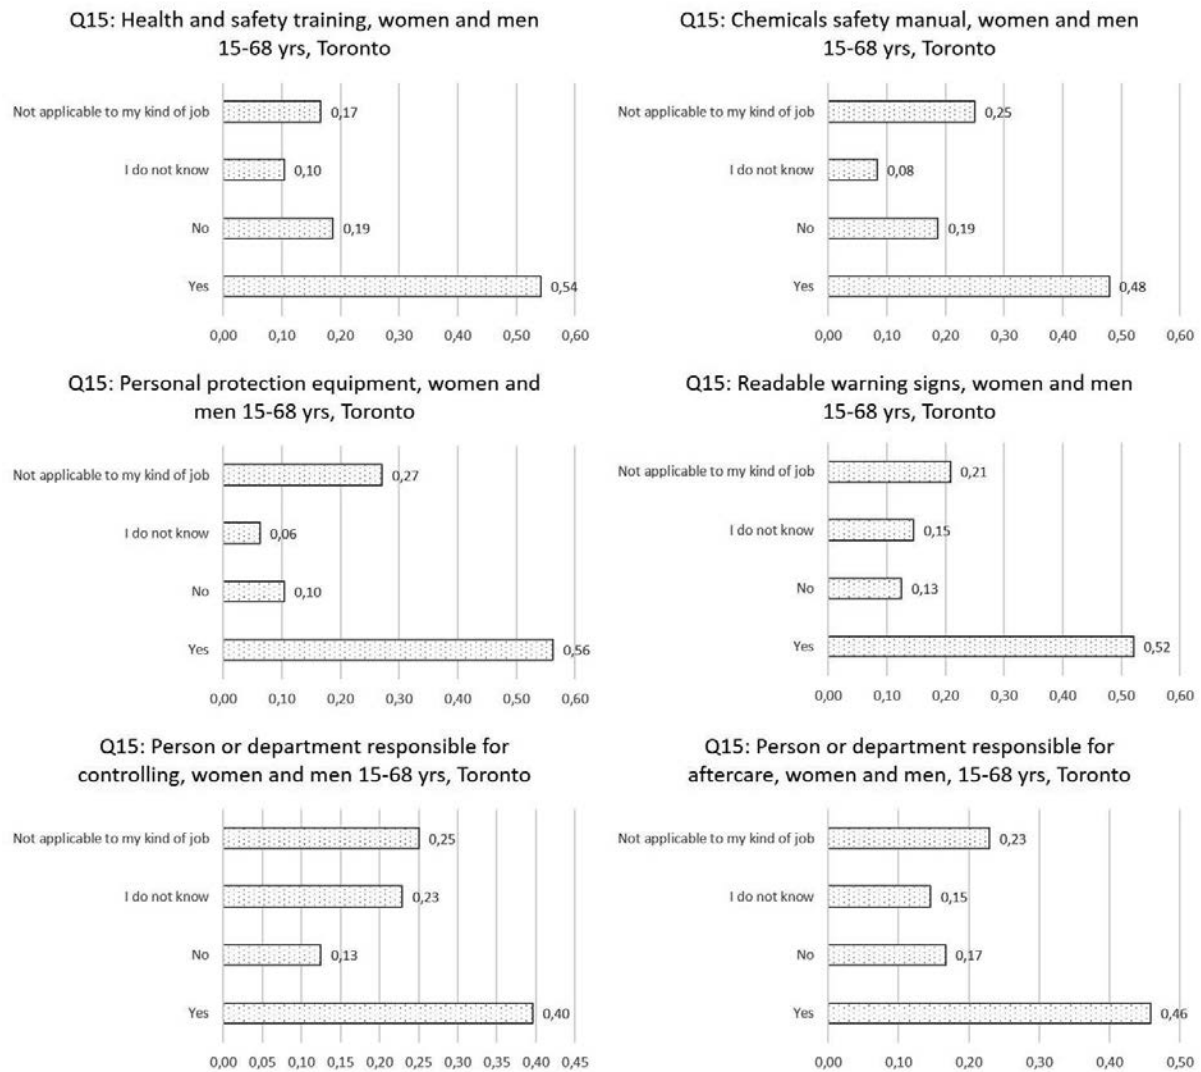 Q15: Health and safety training, women and men
15-68 yrs, Toronto
Not applicable to my kind of job
0,17
I do not know
0,10
No
0,19
Yes
0,54
0,00 0,10 0,20 0,30 0,40 0,50 0,60
Q15: Chemicals safety manual, women and men
15-68 yrs, Toronto
Not applicable to my kind of job
0,25
I do not know
0,08
No
0,19
Yes
0,48
0,00 0,10 0,20 0,30 0,40 0,50 0,60
Q15: Personal protection equipment, women and
men 15-68 yrs, Toronto
Not applicable to my kind of job
0,27
I do not know
0,06
No
0,10
Yes
0,56
0,00 0,10 0,20 0,30 0,40 0,50 0,60
Q15: Readable warning signs, women and men
15-68 yrs, Toronto
Not applicable to my kind of job
0,21
I do not know
0,15
No
0,13
Yes
0,52
0,00 0,10 0,20 0,30 0,40 0,50 0,60
Q15: Person or department responsible for
controlling, women and men 15-68 yrs, Toronto
Not applicable to my kind of job
0,25
I do not know
0,23
No
0,13
Yes
0,40
0,00 0,05 0,10 0,15 0,20 0,25 0,30 0,35 0,40 0,45
Q15: Person or department responsible for
aftercare, women and men, 15-68 yrs, Toronto
Not applicable to my kind of job
0,23
I do not know
0,15
No
0,17
Yes
0,46
0,00 0,10 0,20 0,30 0,40 0,50